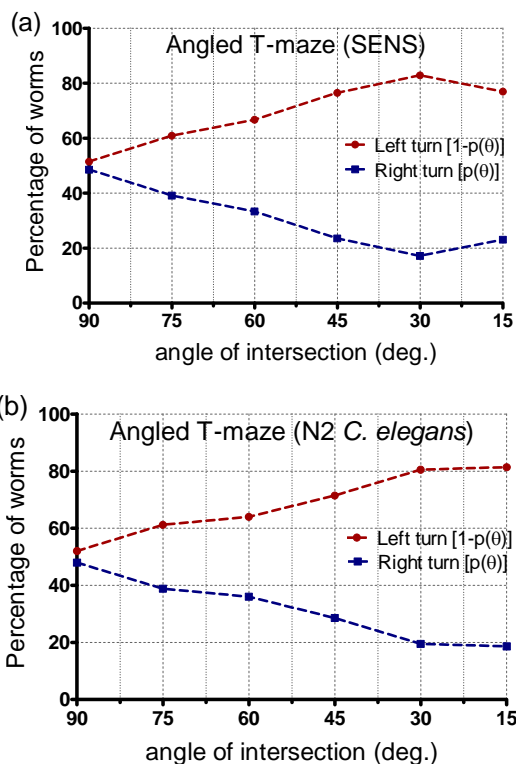 (a)
Angled T-maze (SENS)
Percentage of worms
100
80
60
40
20
0
Left turn [1-p(θ)]
Right turn [p(θ)]
90 75 60 45 30 15
angle of intersection (deg.)
(b)
Angled T-maze (N2 C. elegans)
Percentage of worms
100
80
60
40
20
0
Left turn [1-p(θ)]
Right turn [p(θ)]
90 75 60 45 30 15
angle of intersection (deg.)